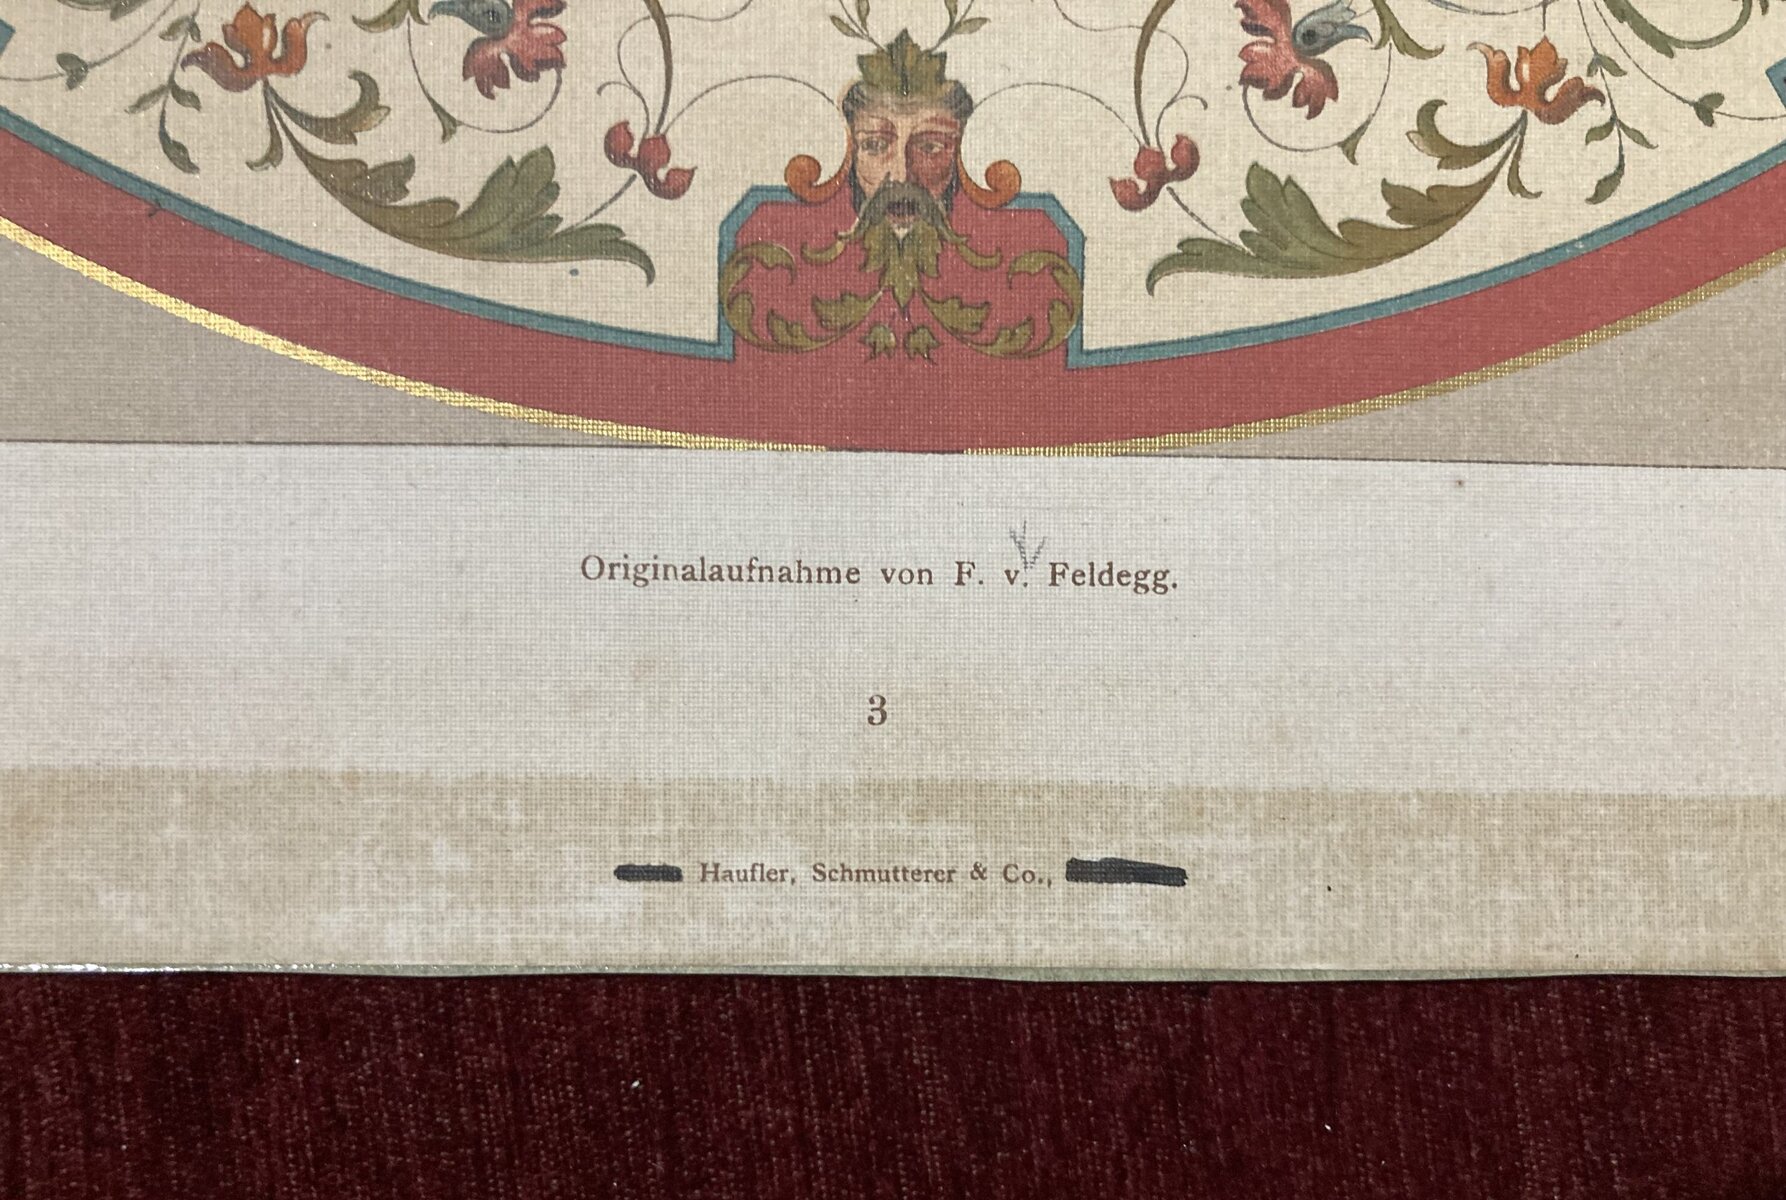 Originalaufnahme von F. v. Feldegg.
3
Haufler, Schmutterer & Co.,